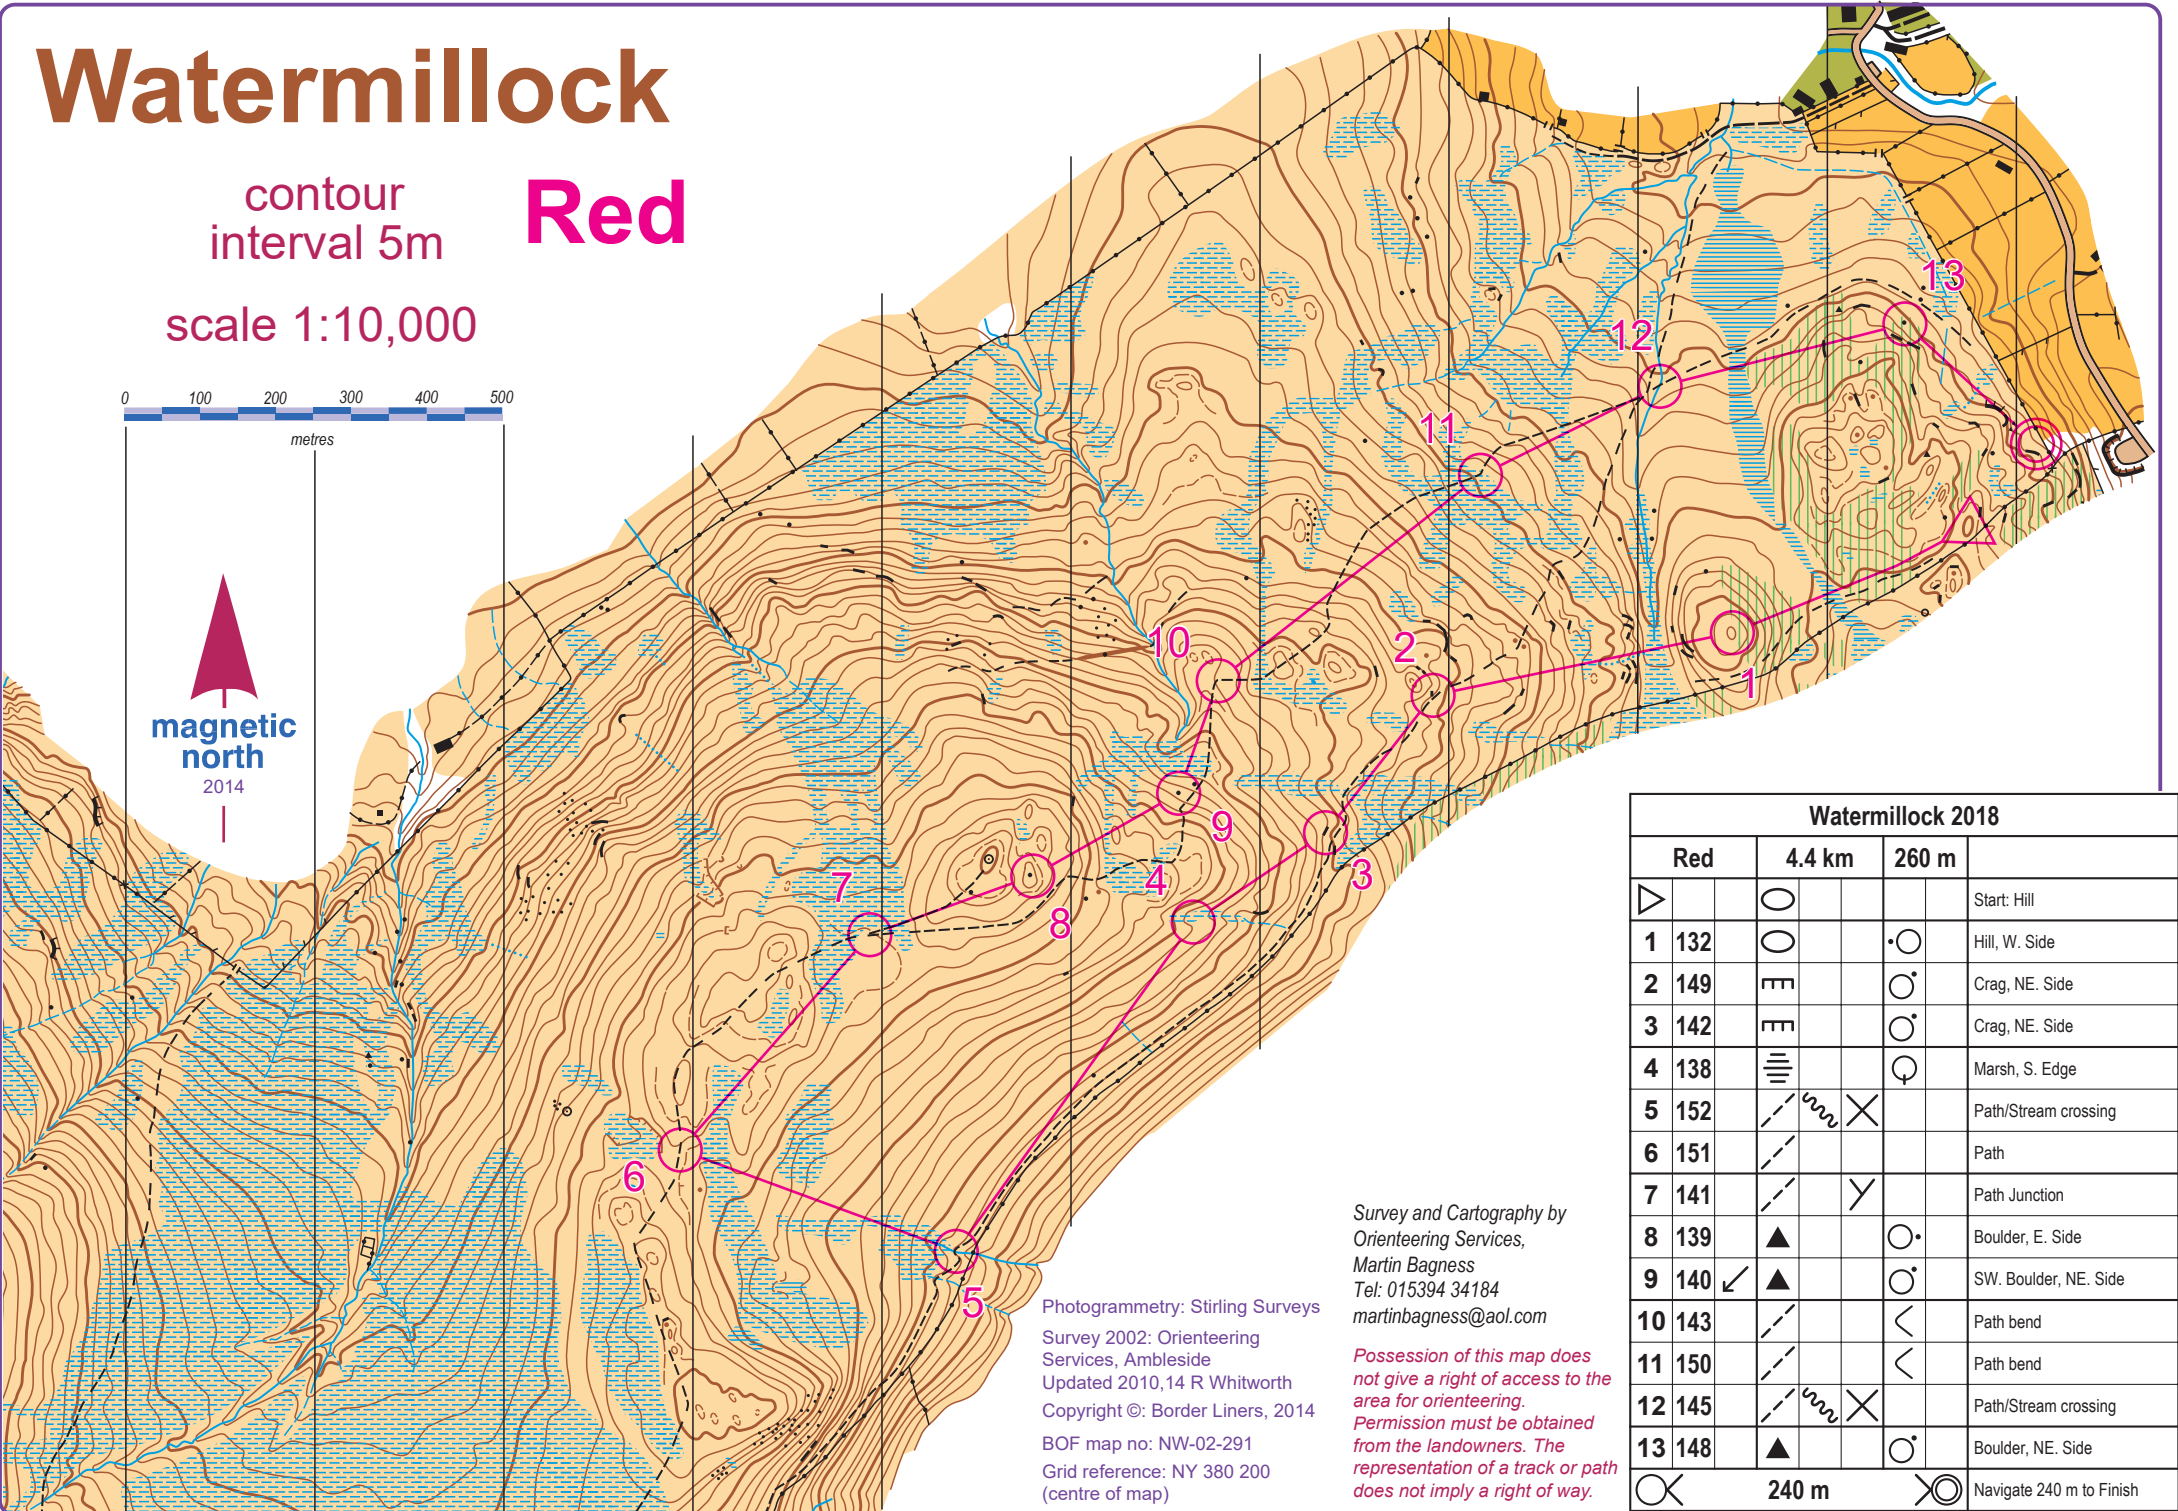 Watermillock
Red
contour
interval 5m
scale 1:10,000
0 100 200 300 400 500
metres
magnetic
north
2014
13
12
11
10
2
1
9
3
4
7
8
6
5
Watermillock 2018
Red 4.4 km 260 m
Start: Hill
1 132 Hill, W. Side
2 149 Crag, NE. Side
3 142 Crag, NE. Side
4 138 Marsh, S. Edge
5 152 Path/Stream crossing
6 151 Path
7 141 Path Junction
8 139 Boulder, E. Side
9 140 SW. Boulder, NE. Side
10 143 Path bend
11 150 Path bend
12 145 Path/Stream crossing
13 148 Boulder, NE. Side
240 m Navigate 240 m to Finish
Survey and Cartography by
Orienteering Services,
Martin Bagness
Tel: 015394 34184
martinbagness@aol.com
Photogrammetry: Stirling Surveys
Survey 2002: Orienteering
Services, Ambleside
Updated 2010,14 R Whitworth
Copyright ©: Border Liners, 2014
BOF map no: NW-02-291
Grid reference: NY 380 200
(centre of map)
Possession of this map does
not give a right of access to the
area for orienteering.
Permission must be obtained
from the landowners. The
representation of a track or path
does not imply a right of way.